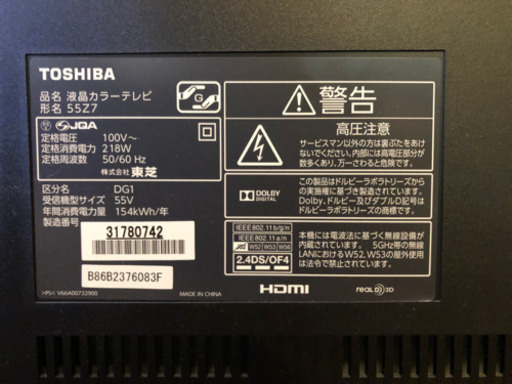 TOSHIBA
品名 液晶カラーテレビ
形名 55Z7
JQA
定格電圧 100V～
定格消費電力 218W
定格周波数 50/60 Hz
株式会社 東芝
区分名 DG1
受信機型サイズ 55V
年間消費電力量 154kWh/年
製造番号
31780742
B86B2376083F
>PS< V66A00732900
MADE IN CHINA
警告
高圧注意
サービスマン以外の方は裏ぶたをあけ
ないでください。内部には高電圧部分が
数多くあり、万一さわると危険です。
DOLBY
DIGITAL
この製品はドルビーラボラトリーズから
の実施権に基づき製造されています。
Dolby、ドルビー及びダブルD記号は
ドルビーラボラトリーズの商標です。
IEEE802.11b/g/n
IEEE802.11a/n
J52 W52 W53 W56
2.4DS/OF4
本機には電波法に基づく無線設備が
内蔵されています。 5GHz帯の無線
LANにおけるW52、W53の屋外使用
は法令で禁止されています。
HDMI
REAL D 3D